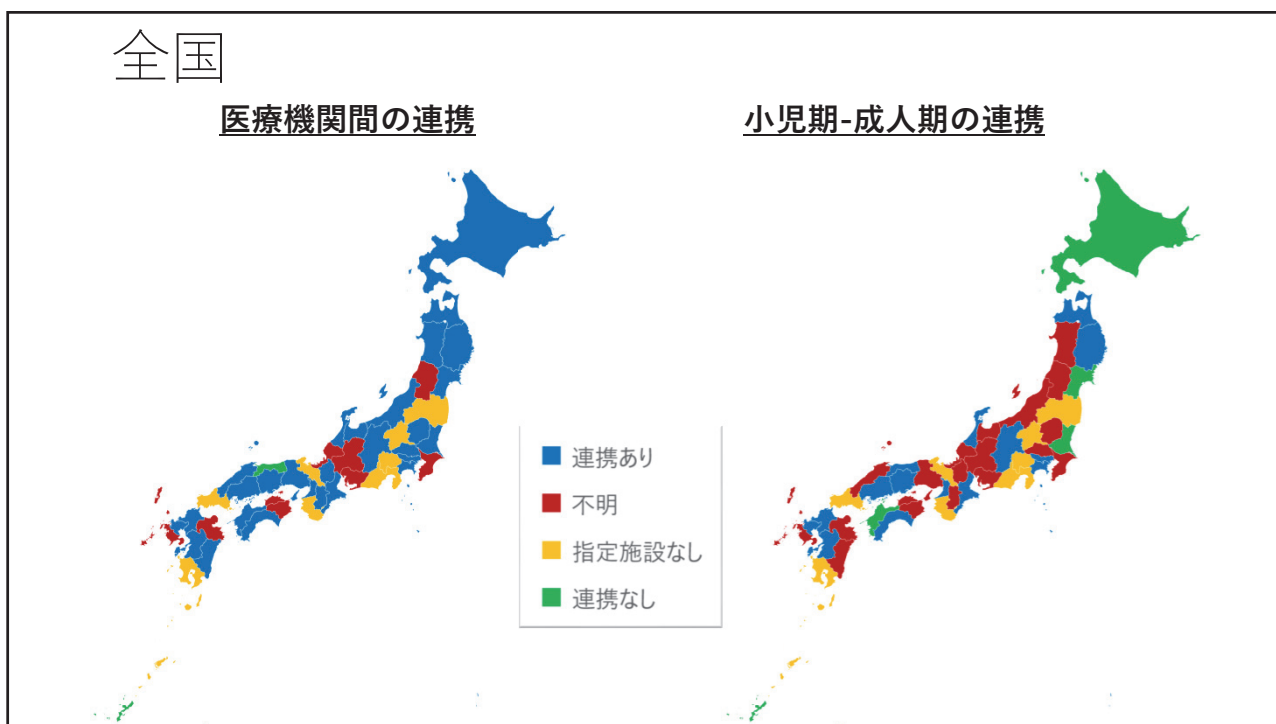 全国
医療機関間の連携
小児期-成人期の連携
連携あり
不明
指定施設なし
連携なし